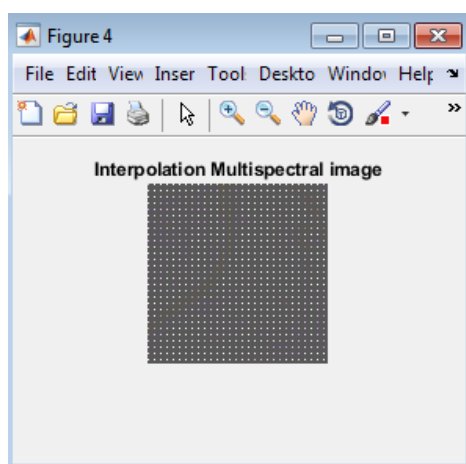 Figure 4
File Edit View Inser Tool: Deskto Windo Help
Interpolation Multispectral image